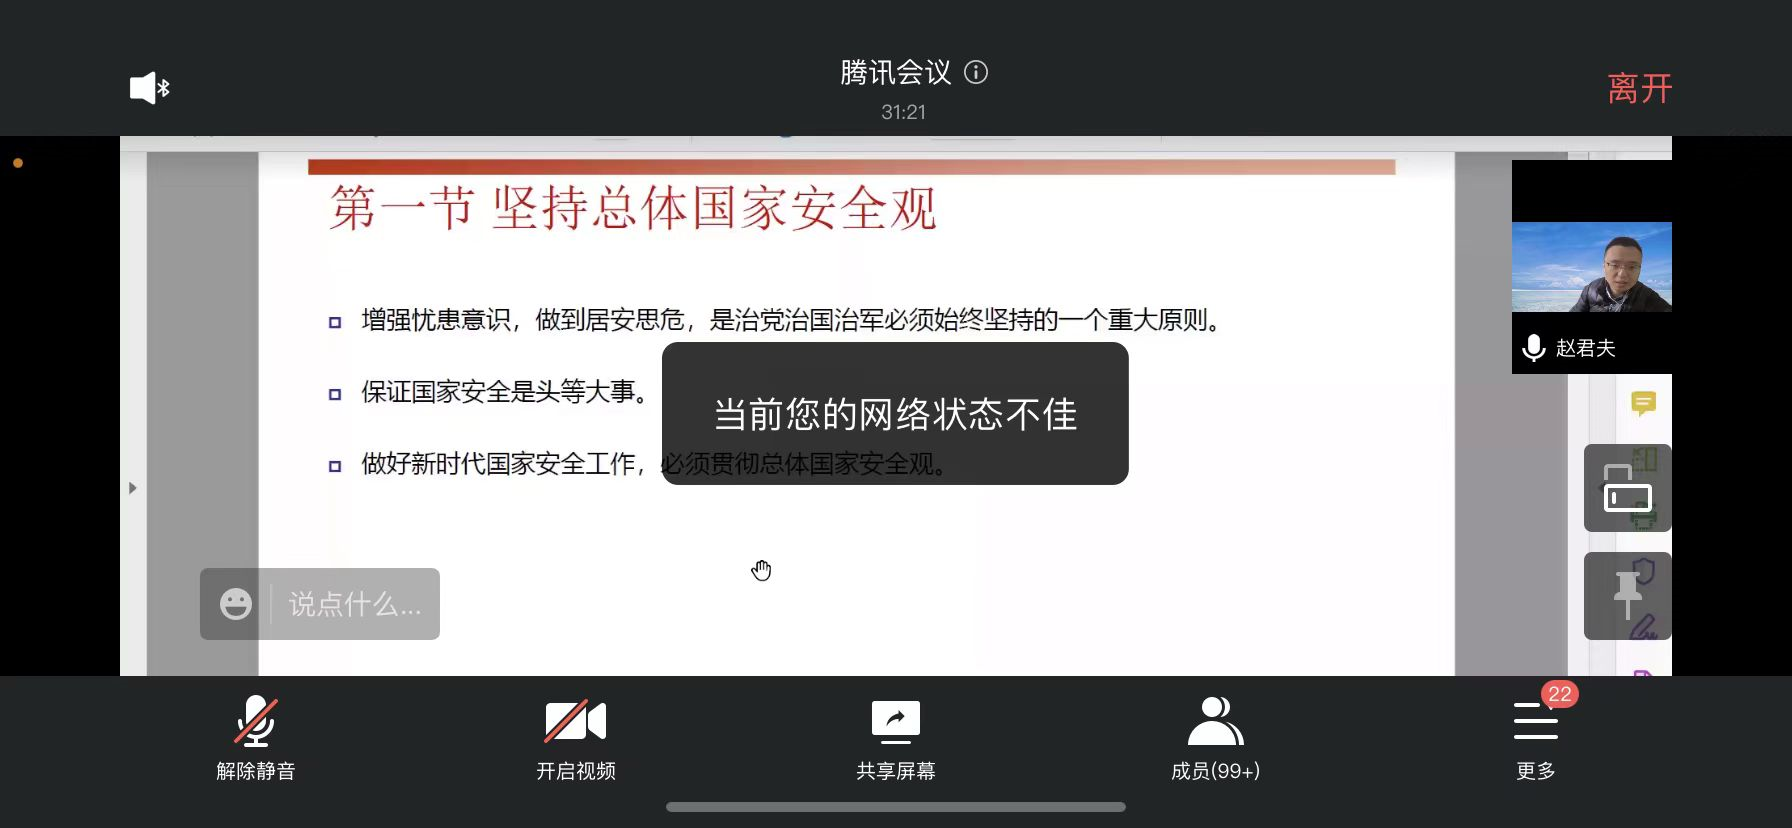 腾讯会议
31:21
离开
第一节 坚持总体国家安全观
增强忧患意识，做到居安思危，是治党治国治军必须始终坚持的一个重大原则。
保证国家安全是头等大事。
当前您的网络状态不佳
做好新时代国家安全工作，必须贯彻总体国家安全观。
赵君夫
说点什么...
解除静音
开启视频
共享屏幕
成员(99+)
22
更多